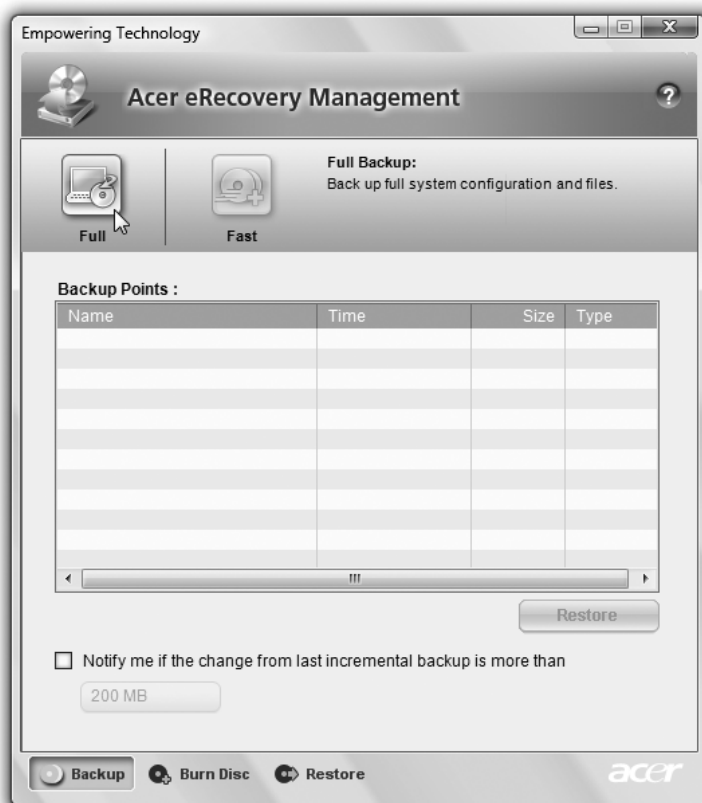 Empowering Technology
Acer eRecovery Management
?
Full Backup:
Back up full system configuration and files.
Full
Fast
Backup Points :
Name Time Size Type
Restore
Notify me if the change from last incremental backup is more than
200 MB
Backup Burn Disc Restore
acer